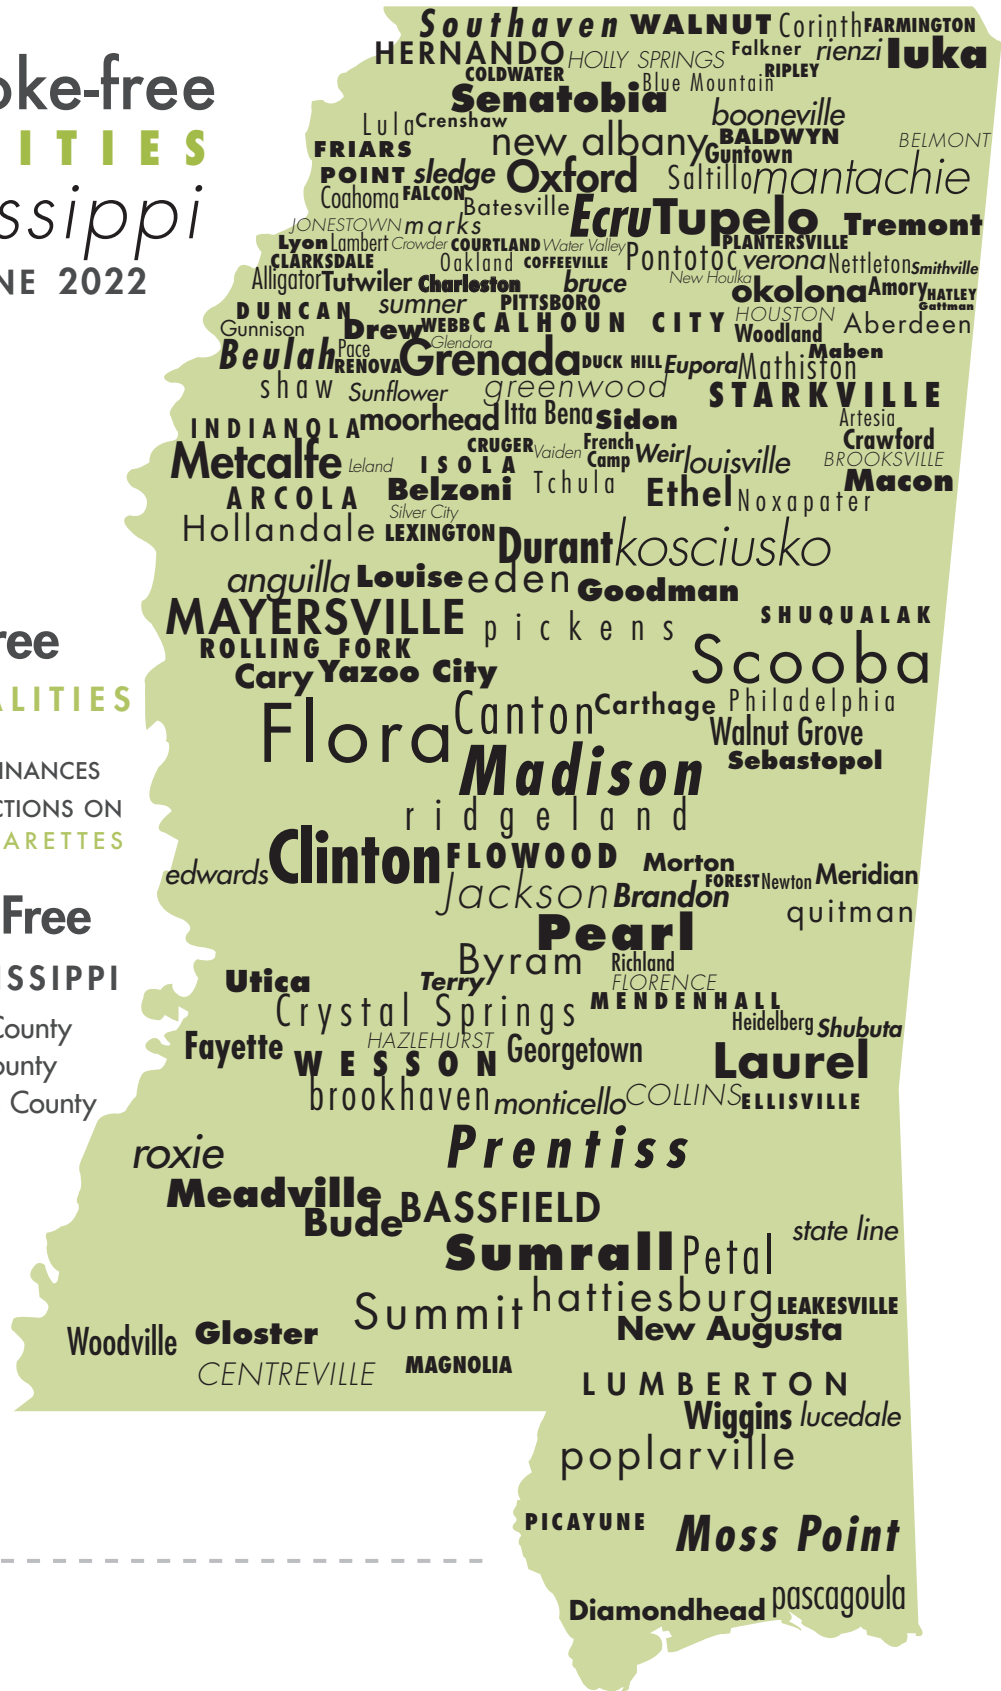 oke-free
ITIES
ssippi
NE 2022
ree
ALITIES
INANCES
CTIONS ON
ARETTES
Free
ISSIPPI
County
ounty
County
Southaven WALNUT Corinth FARMINGTON
HERNANDO HOLLY SPRINGS Falkner rienzi Iuka
COLDWATER Blue Mountain RIPLEY
Senatobia booneville
Lula Crenshaw new albany BALDWYN BELMONT
FRIARS Guntown
POINT sledge Oxford Saltillo mantachie
Coahoma FALCON Batesville Ecru Tupelo Tremont
JONESTOWN marks
Lyon Lambert Crowder COURTLAND Water Valley Pontotoc PLANTERSVILLE
CLARKSDALE Oakland COFFEEVILLE verona Nettleton Smithville
Alligator Tutwiler Charleston bruce New Houlka okolona Amory HATLEY
DUNCAN sumner PITTSBORO HOUSTON Gattman
Gunnison Drew WEBB CALHOUN CITY Woodland Aberdeen
Beulah Pace RENOVA Glendora Grenada DUCK HILL Eupora Mathiston Maben
shaw Sunflower greenwood STARKVILLE
INDIANOLA moorhead Itta Bena Sidon Artesia
CRUGER Vaiden French Camp Weir louisville Crawford
Metcalfe Leland ISOLA BROOKSVILLE
ARCOLA Belzoni Tchula Ethel Noxapater Macon
Hollandale Silver City LEXINGTON Durant kosciusko
anguilla Louise eden Goodman
MAYERSVILLE pickens SHUQUALAK
ROLLING FORK Scooba
Cary Yazoo City
Flora Canton Carthage Philadelphia
Walnut Grove
Madison Sebastopol
ridgeland
edwards Clinton FLOWOOD Morton
Jackson Brandon FOREST Newton Meridian
Pearl quitman
Byram Richland
Utica Terry FLORENCE
Crystal Springs MENDENHALL
Heidelberg Shubuta
Fayette HAZLEHURST Georgetown
WESSON Laurel
brookhaven monticello COLLINS ELLISVILLE
roxie Prentiss
Meadville
Bude BASSFIELD
Sumrall Petal state line
Summit hattiesburg LEAKESVILLE
Woodville Gloster New Augusta
CENTREVILLE MAGNOLIA
LUMBERTON
Wiggins lucedale
poplarville
PICAYUNE Moss Point
Diamondhead pascagoula